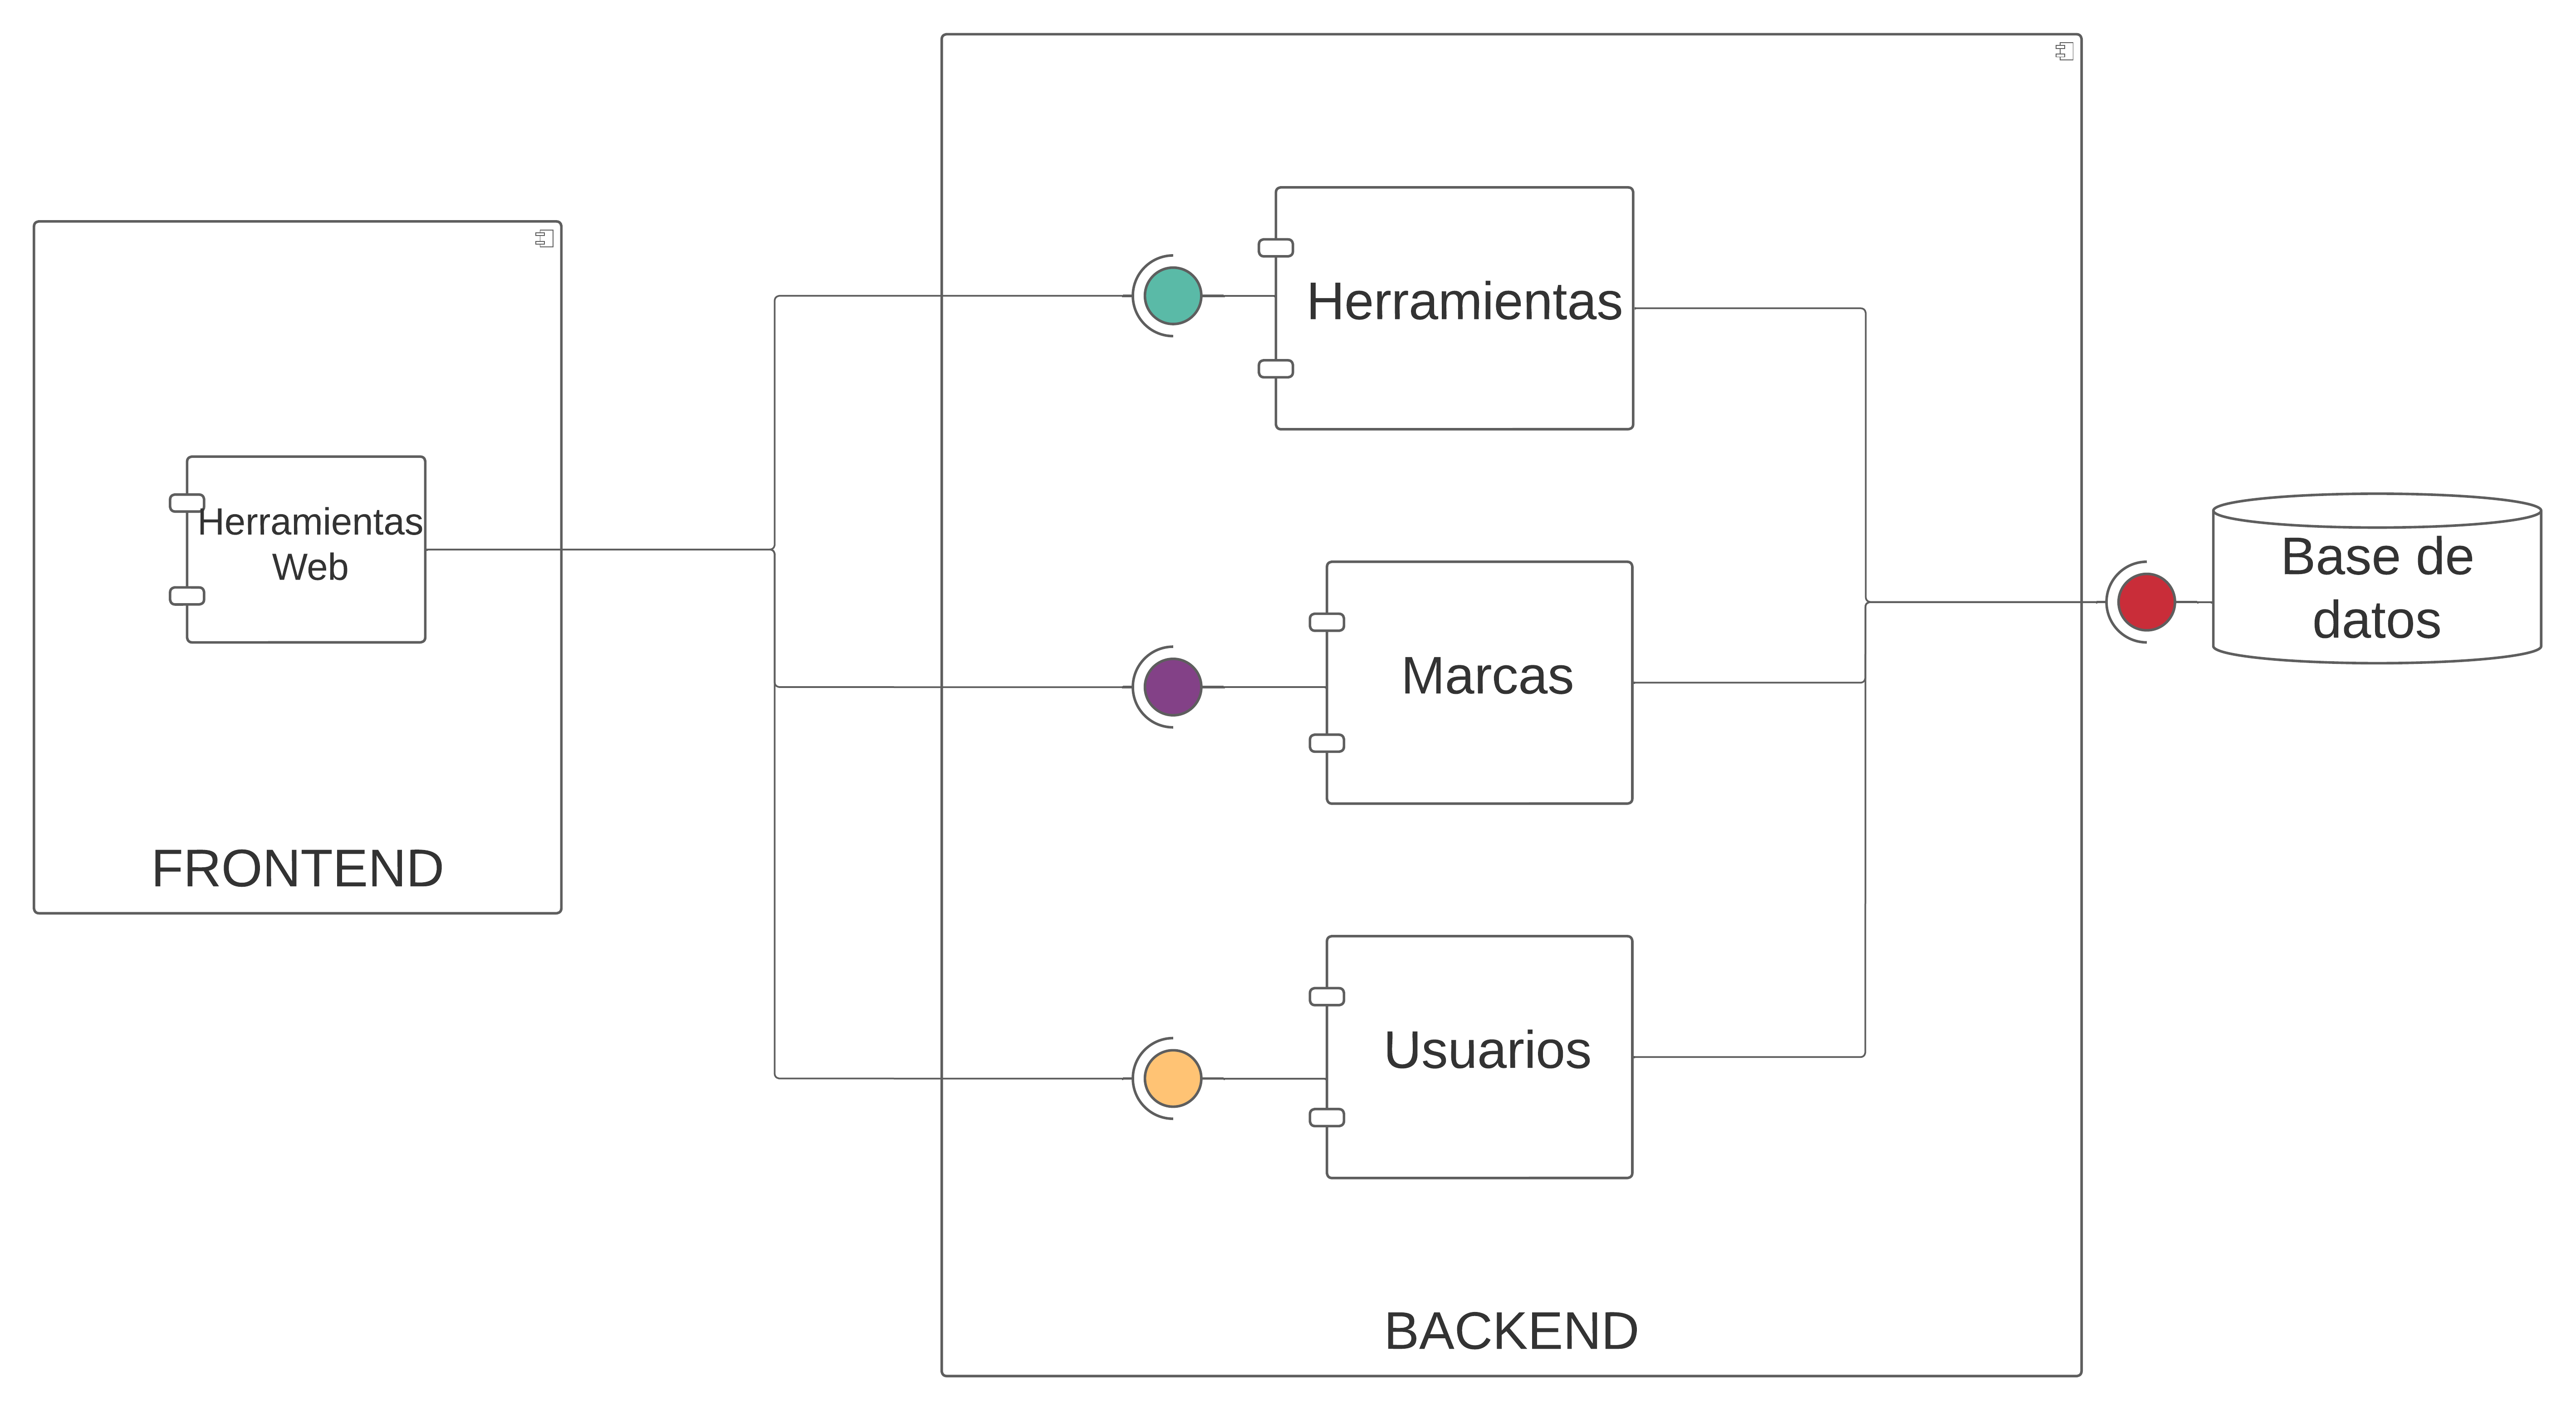 Herramientas
Web
FRONTEND
Herramientas
Marcas
Usuarios
BACKEND
Base de
datos